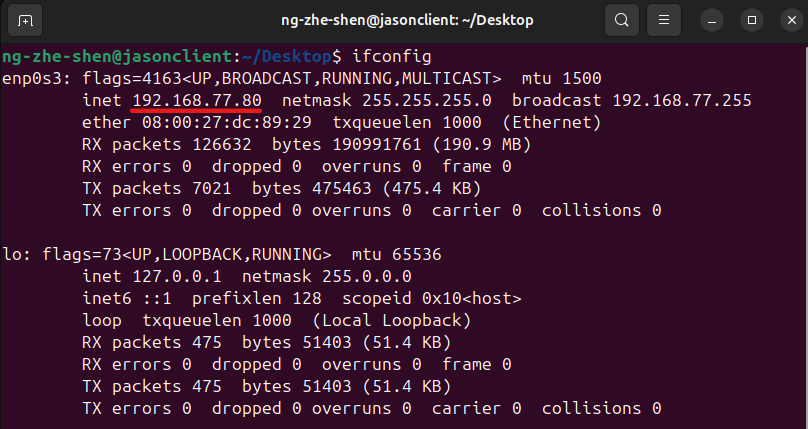 ng-zhe-shen@jasonclient: ~/Desktop
ng-zhe-shen@jasonclient:~/Desktop$ ifconfig
enp0s3: flags=4163<UP,BROADCAST,RUNNING,MULTICAST>  mtu 1500
        inet 192.168.77.80  netmask 255.255.255.0  broadcast 192.168.77.255
        ether 08:00:27:dc:89:29  txqueuelen 1000  (Ethernet)
        RX packets 126632  bytes 190991761 (190.9 MB)
        RX errors 0  dropped 0  overruns 0  frame 0
        TX packets 7021  bytes 475463 (475.4 KB)
        TX errors 0  dropped 0 overruns 0  carrier 0  collisions 0

lo: flags=73<UP,LOOPBACK,RUNNING>  mtu 65536
        inet 127.0.0.1  netmask 255.0.0.0
        inet6 ::1  prefixlen 128  scopeid 0x10<host>
        loop  txqueuelen 1000  (Local Loopback)
        RX packets 475  bytes 51403 (51.4 KB)
        RX errors 0  dropped 0  overruns 0  frame 0
        TX packets 475  bytes 51403 (51.4 KB)
        TX errors 0  dropped 0 overruns 0  carrier 0  collisions 0